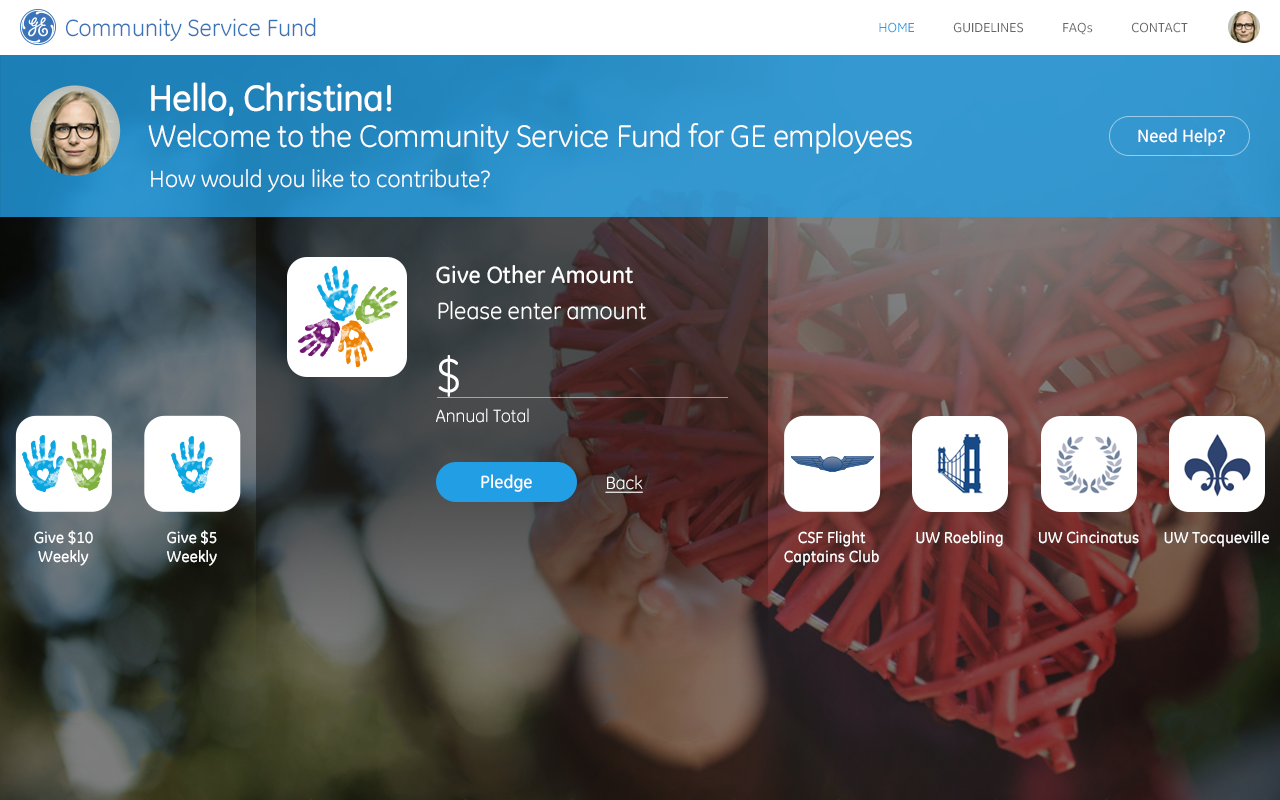 GE
Community Service Fund
HOME
GUIDELINES
FAQs
CONTACT
Hello, Christina!
Welcome to the Community Service Fund for GE employees
How would you like to contribute?
Need Help?
Give Other Amount
Please enter amount
$
Annual Total
Pledge
Back
Give $10
Weekly
Give $5
Weekly
CSF Flight
Captains Club
UW Roebling
UW Cincinatus
UW Tocqueville